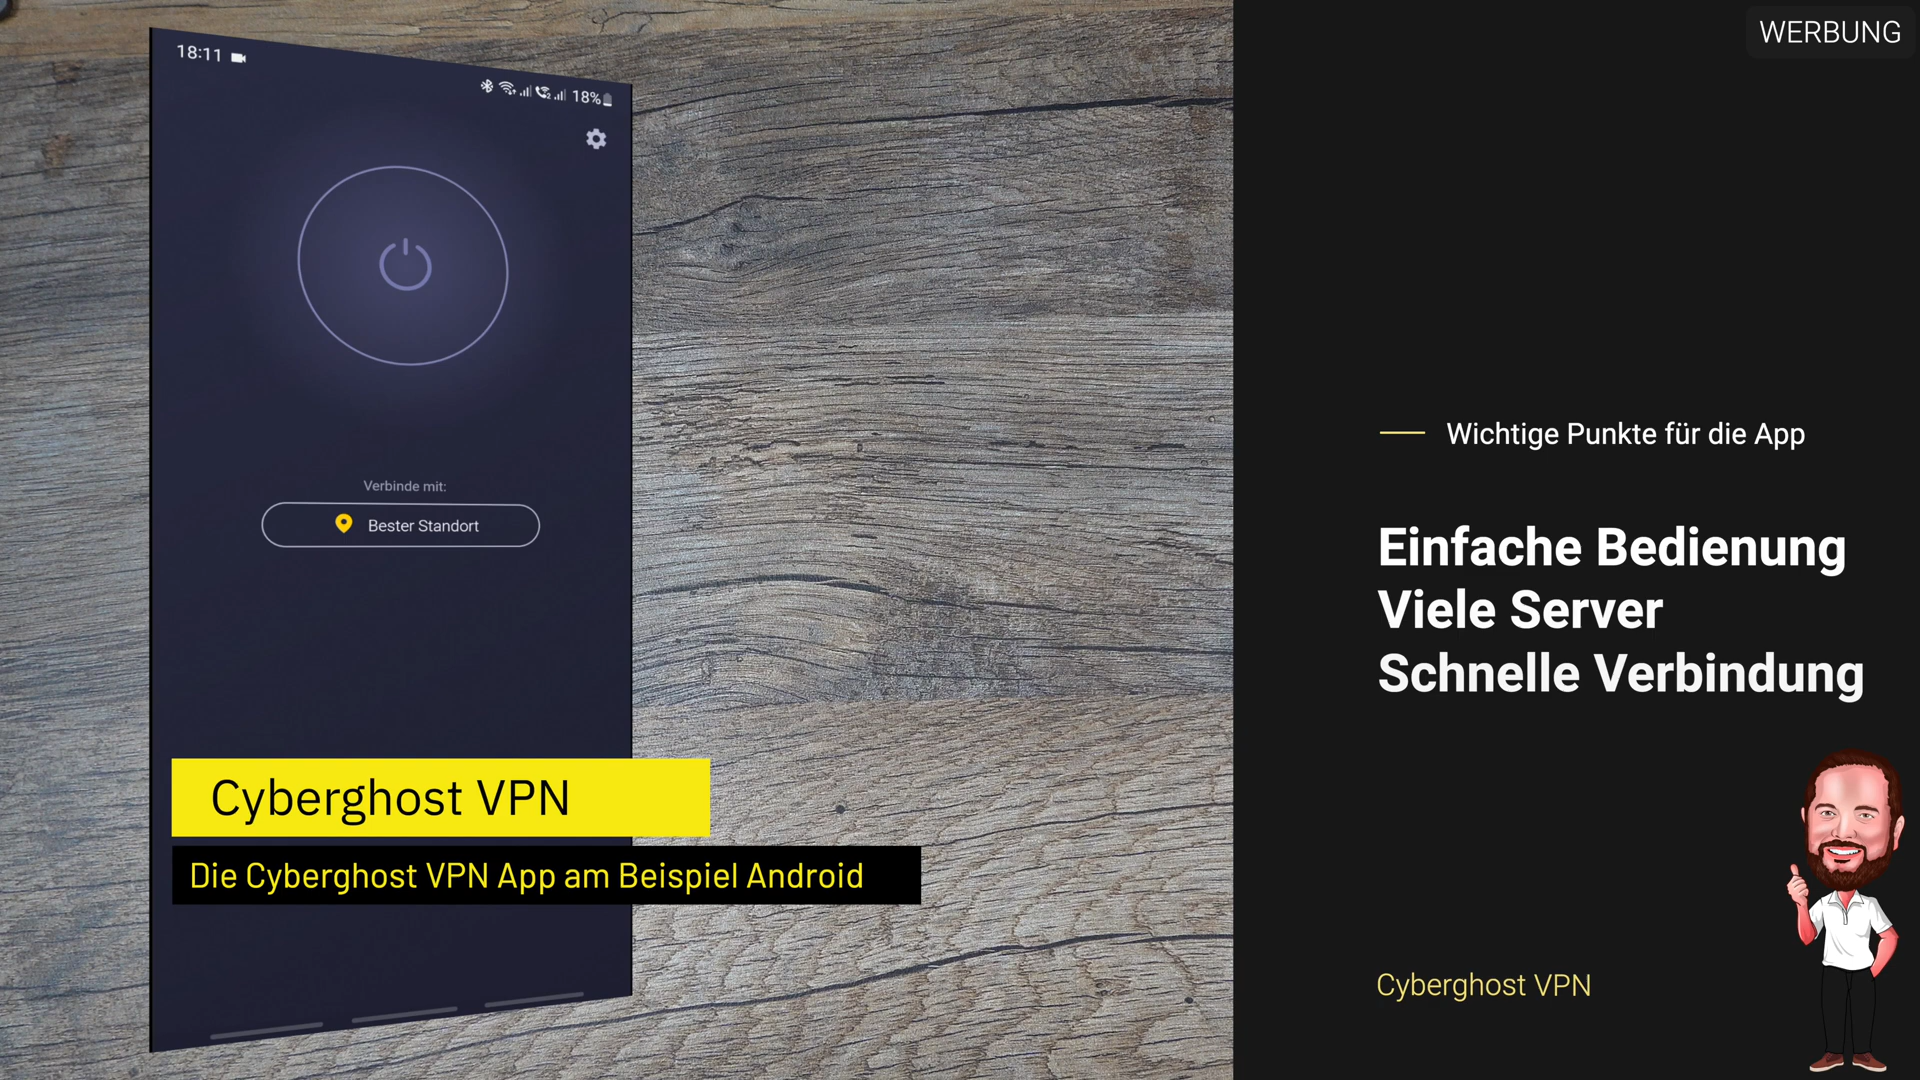 WERBUNG
18:11
18%
Verbinde mit:
Bester Standort
Cyberghost VPN
Die Cyberghost VPN App am Beispiel Android
Wichtige Punkte für die App
Einfache Bedienung
Viele Server
Schnelle Verbindung
Cyberghost VPN